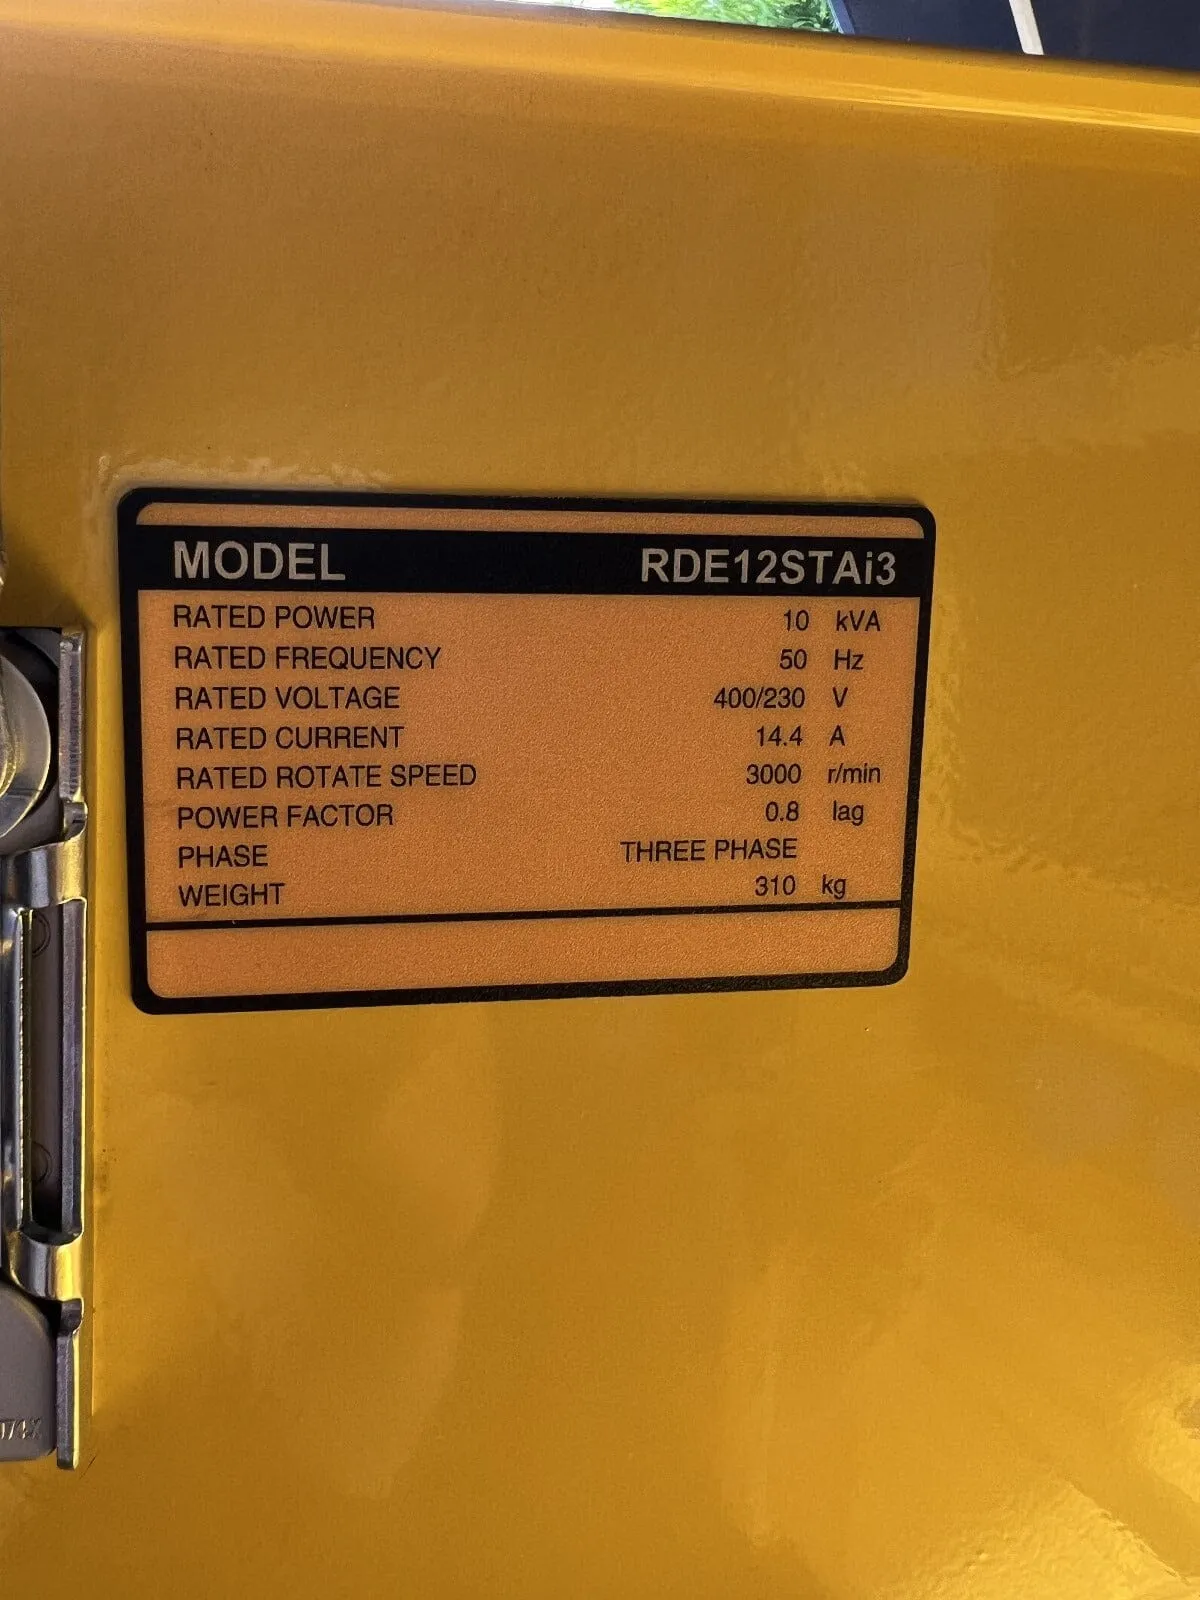 MODEL RDE12STAi3
RATED POWER 10 kVA
RATED FREQUENCY 50 Hz
RATED VOLTAGE 400/230 V
RATED CURRENT 14.4 A
RATED ROTATE SPEED 3000 r/min
POWER FACTOR 0.8 lag
PHASE THREE PHASE
WEIGHT 310 kg